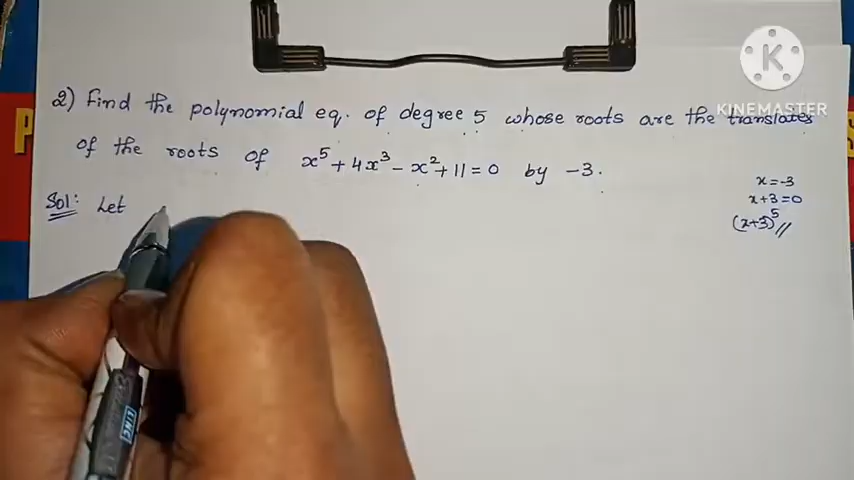 K
KINEMASTER
P
2) Find the polynomial eq. of degree 5 whose roots are the translates
of the roots of x⁵ + 4x³ - x² + 11 = 0 by -3.
x = -3
x+3 = 0
(x+3)⁵ //
Sol: Let
LINC